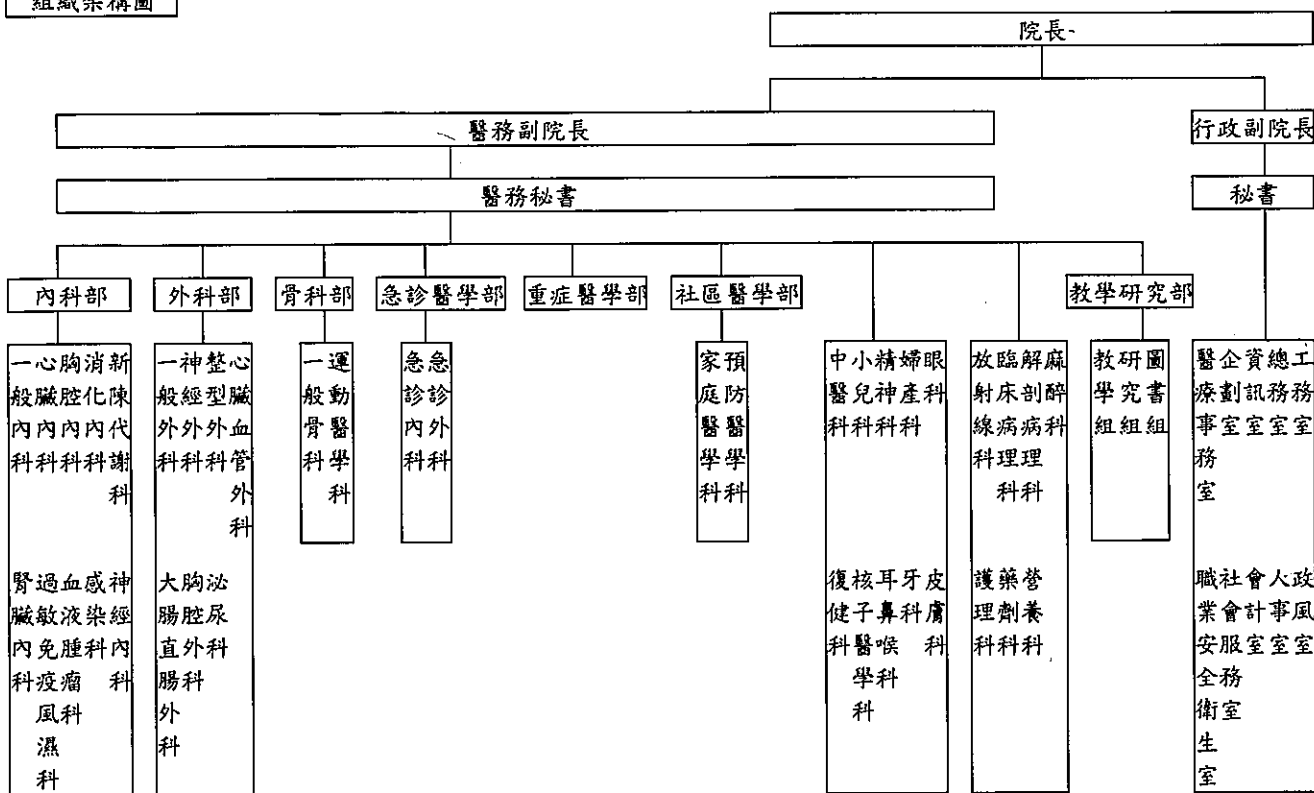 組織架構圖
院長
醫務副院長
行政副院長
醫務秘書
秘書
內科部
外科部
骨科部
急診醫學部
重症醫學部
社區醫學部
教學研究部
一般內科
心臟內科
胸腔內科
消化內科
新陳代謝科
腎臟內科
過敏免疫風濕科
血液腫瘤科
感染科
神經內科
一般外科
神經外科
整型外科
心臟血管外科
大腸直腸外科
胸腔外科
泌尿科
一般骨科
運動醫學科
急診內科
急診外科
家庭醫學科
預防醫學科
中醫科
小兒科
精神科
婦產科
眼科
復健科
核子醫學科
耳鼻喉科
牙科
皮膚科
放射線科
臨床病理科
解剖病理科
麻醉科
護理科
藥劑科
營養科
教學組
研究組
圖書組
醫療事務室
企劃室
資訊室
總務室
工務室
職業安全衛生室
社會服務室
會計室
人事室
政風室